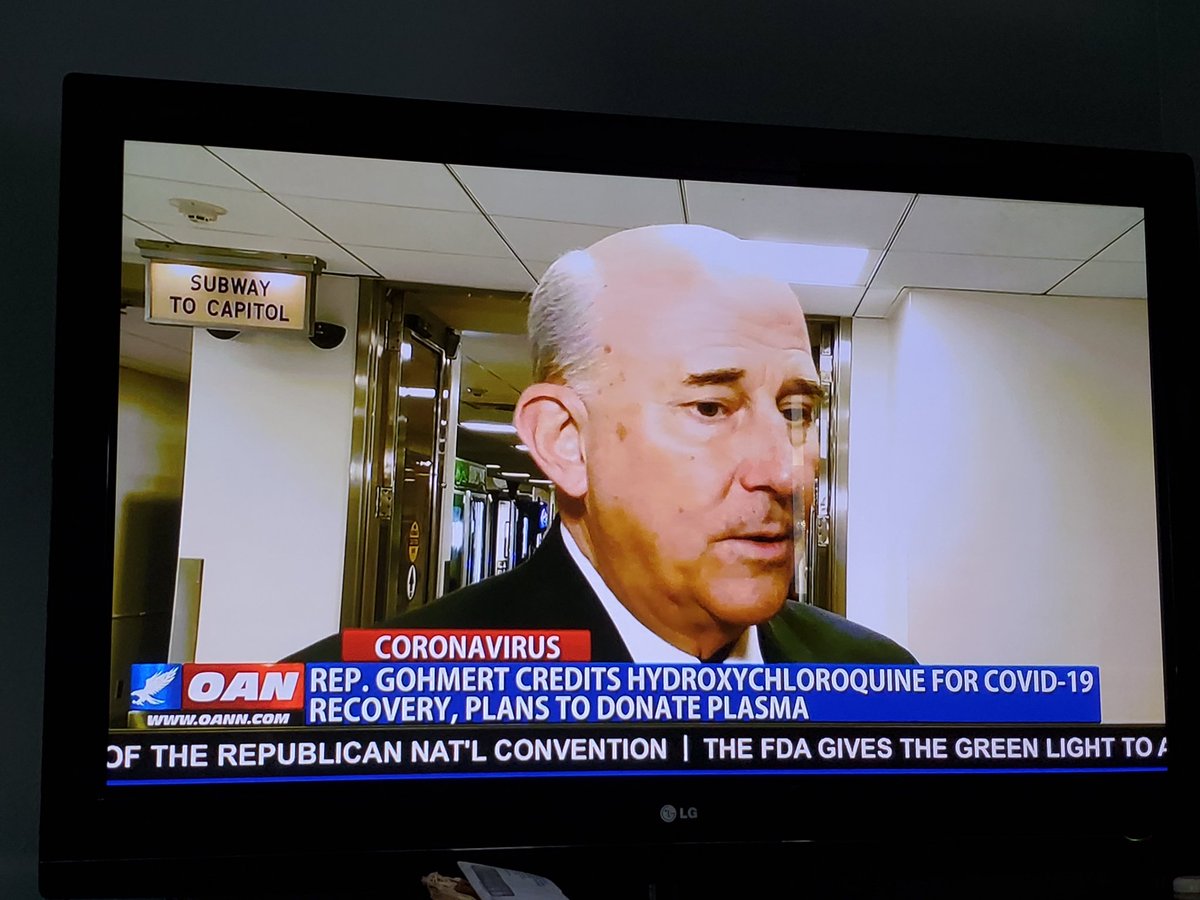 SUBWAY
TO CAPITOL
CORONAVIRUS
OAN
WWW.OANN.COM
REP. GOHMERT CREDITS HYDROXYCHLOROQUINE FOR COVID-19
RECOVERY, PLANS TO DONATE PLASMA
OF THE REPUBLICAN NAT'L CONVENTION | THE FDA GIVES THE GREEN LIGHT TO
LG